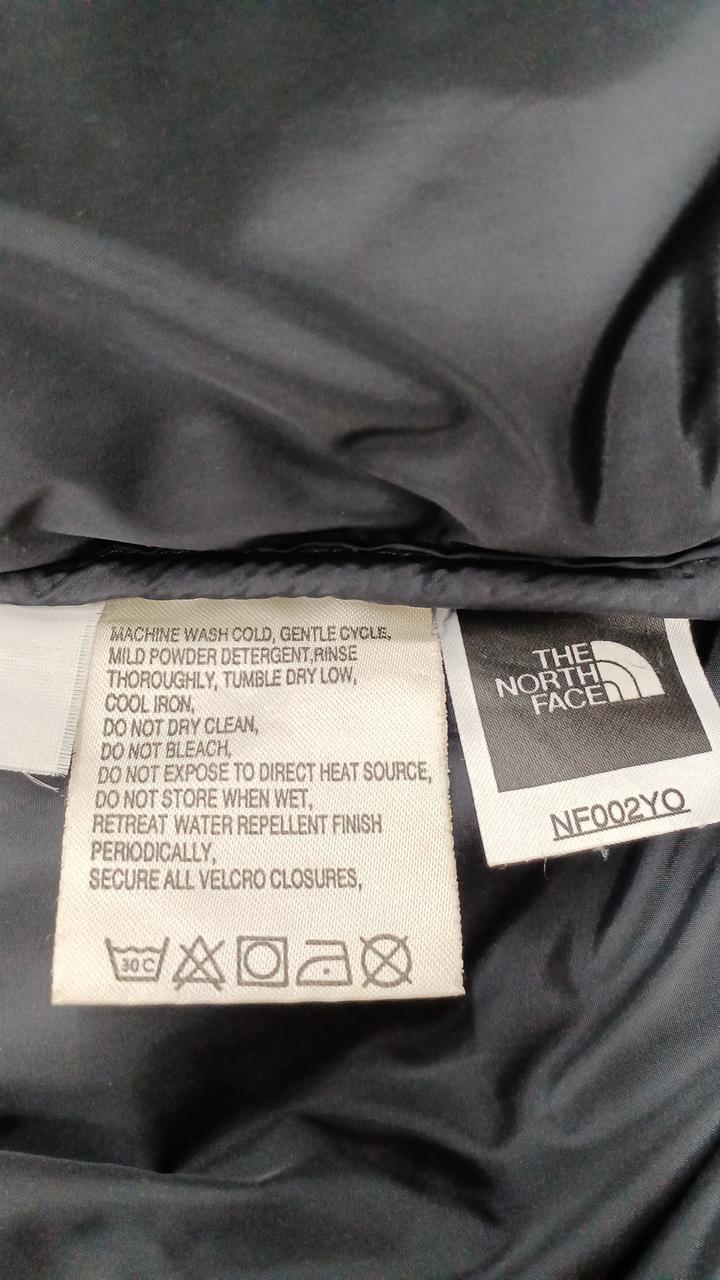 MACHINE WASH COLD, GENTLE CYCLE,
MILD POWDER DETERGENT,RINSE
THOROUGHLY, TUMBLE DRY LOW,
COOL IRON,
DO NOT DRY CLEAN,
DO NOT BLEACH,
DO NOT EXPOSE TO DIRECT HEAT SOURCE,
DO NOT STORE WHEN WET,
RETREAT WATER REPELLENT FINISH
PERIODICALLY,
SECURE ALL VELCRO CLOSURES,
30 C
THE
NORTH
FACE
NF002YO